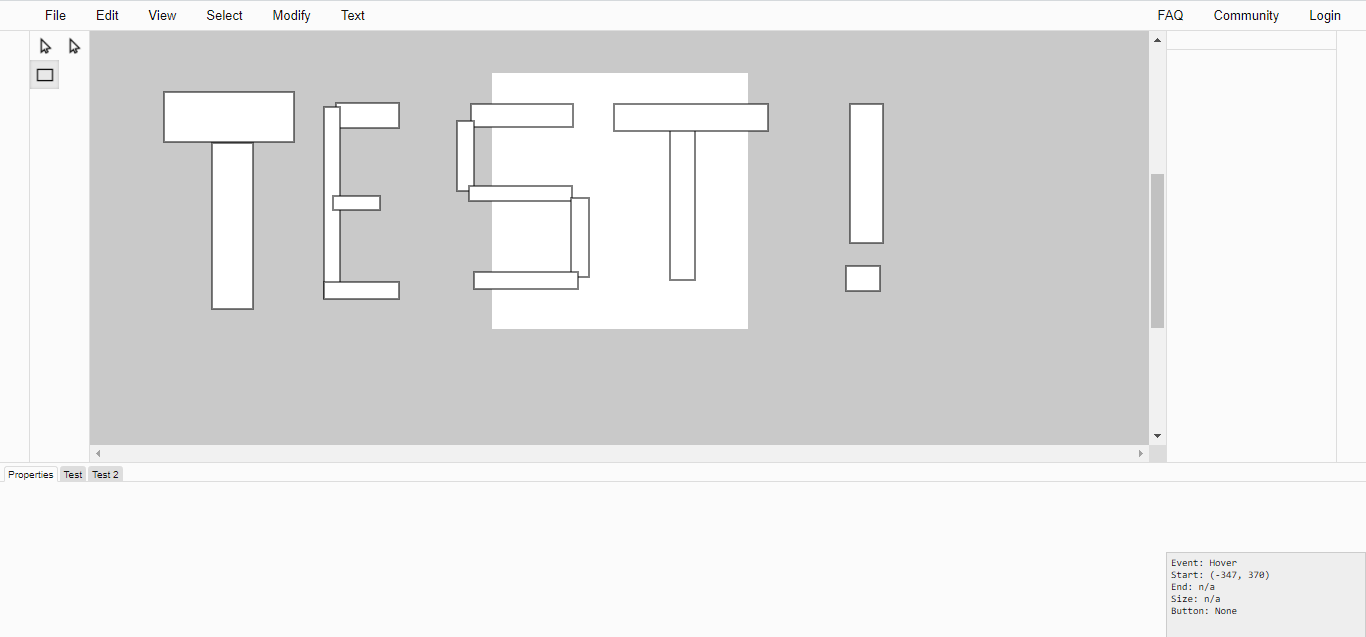 File Edit View Select Modify Text FAQ Community Login
TEST!
Properties Test Test 2
Event: Hover
Start: (-347, 370)
End: n/a
Size: n/a
Button: None